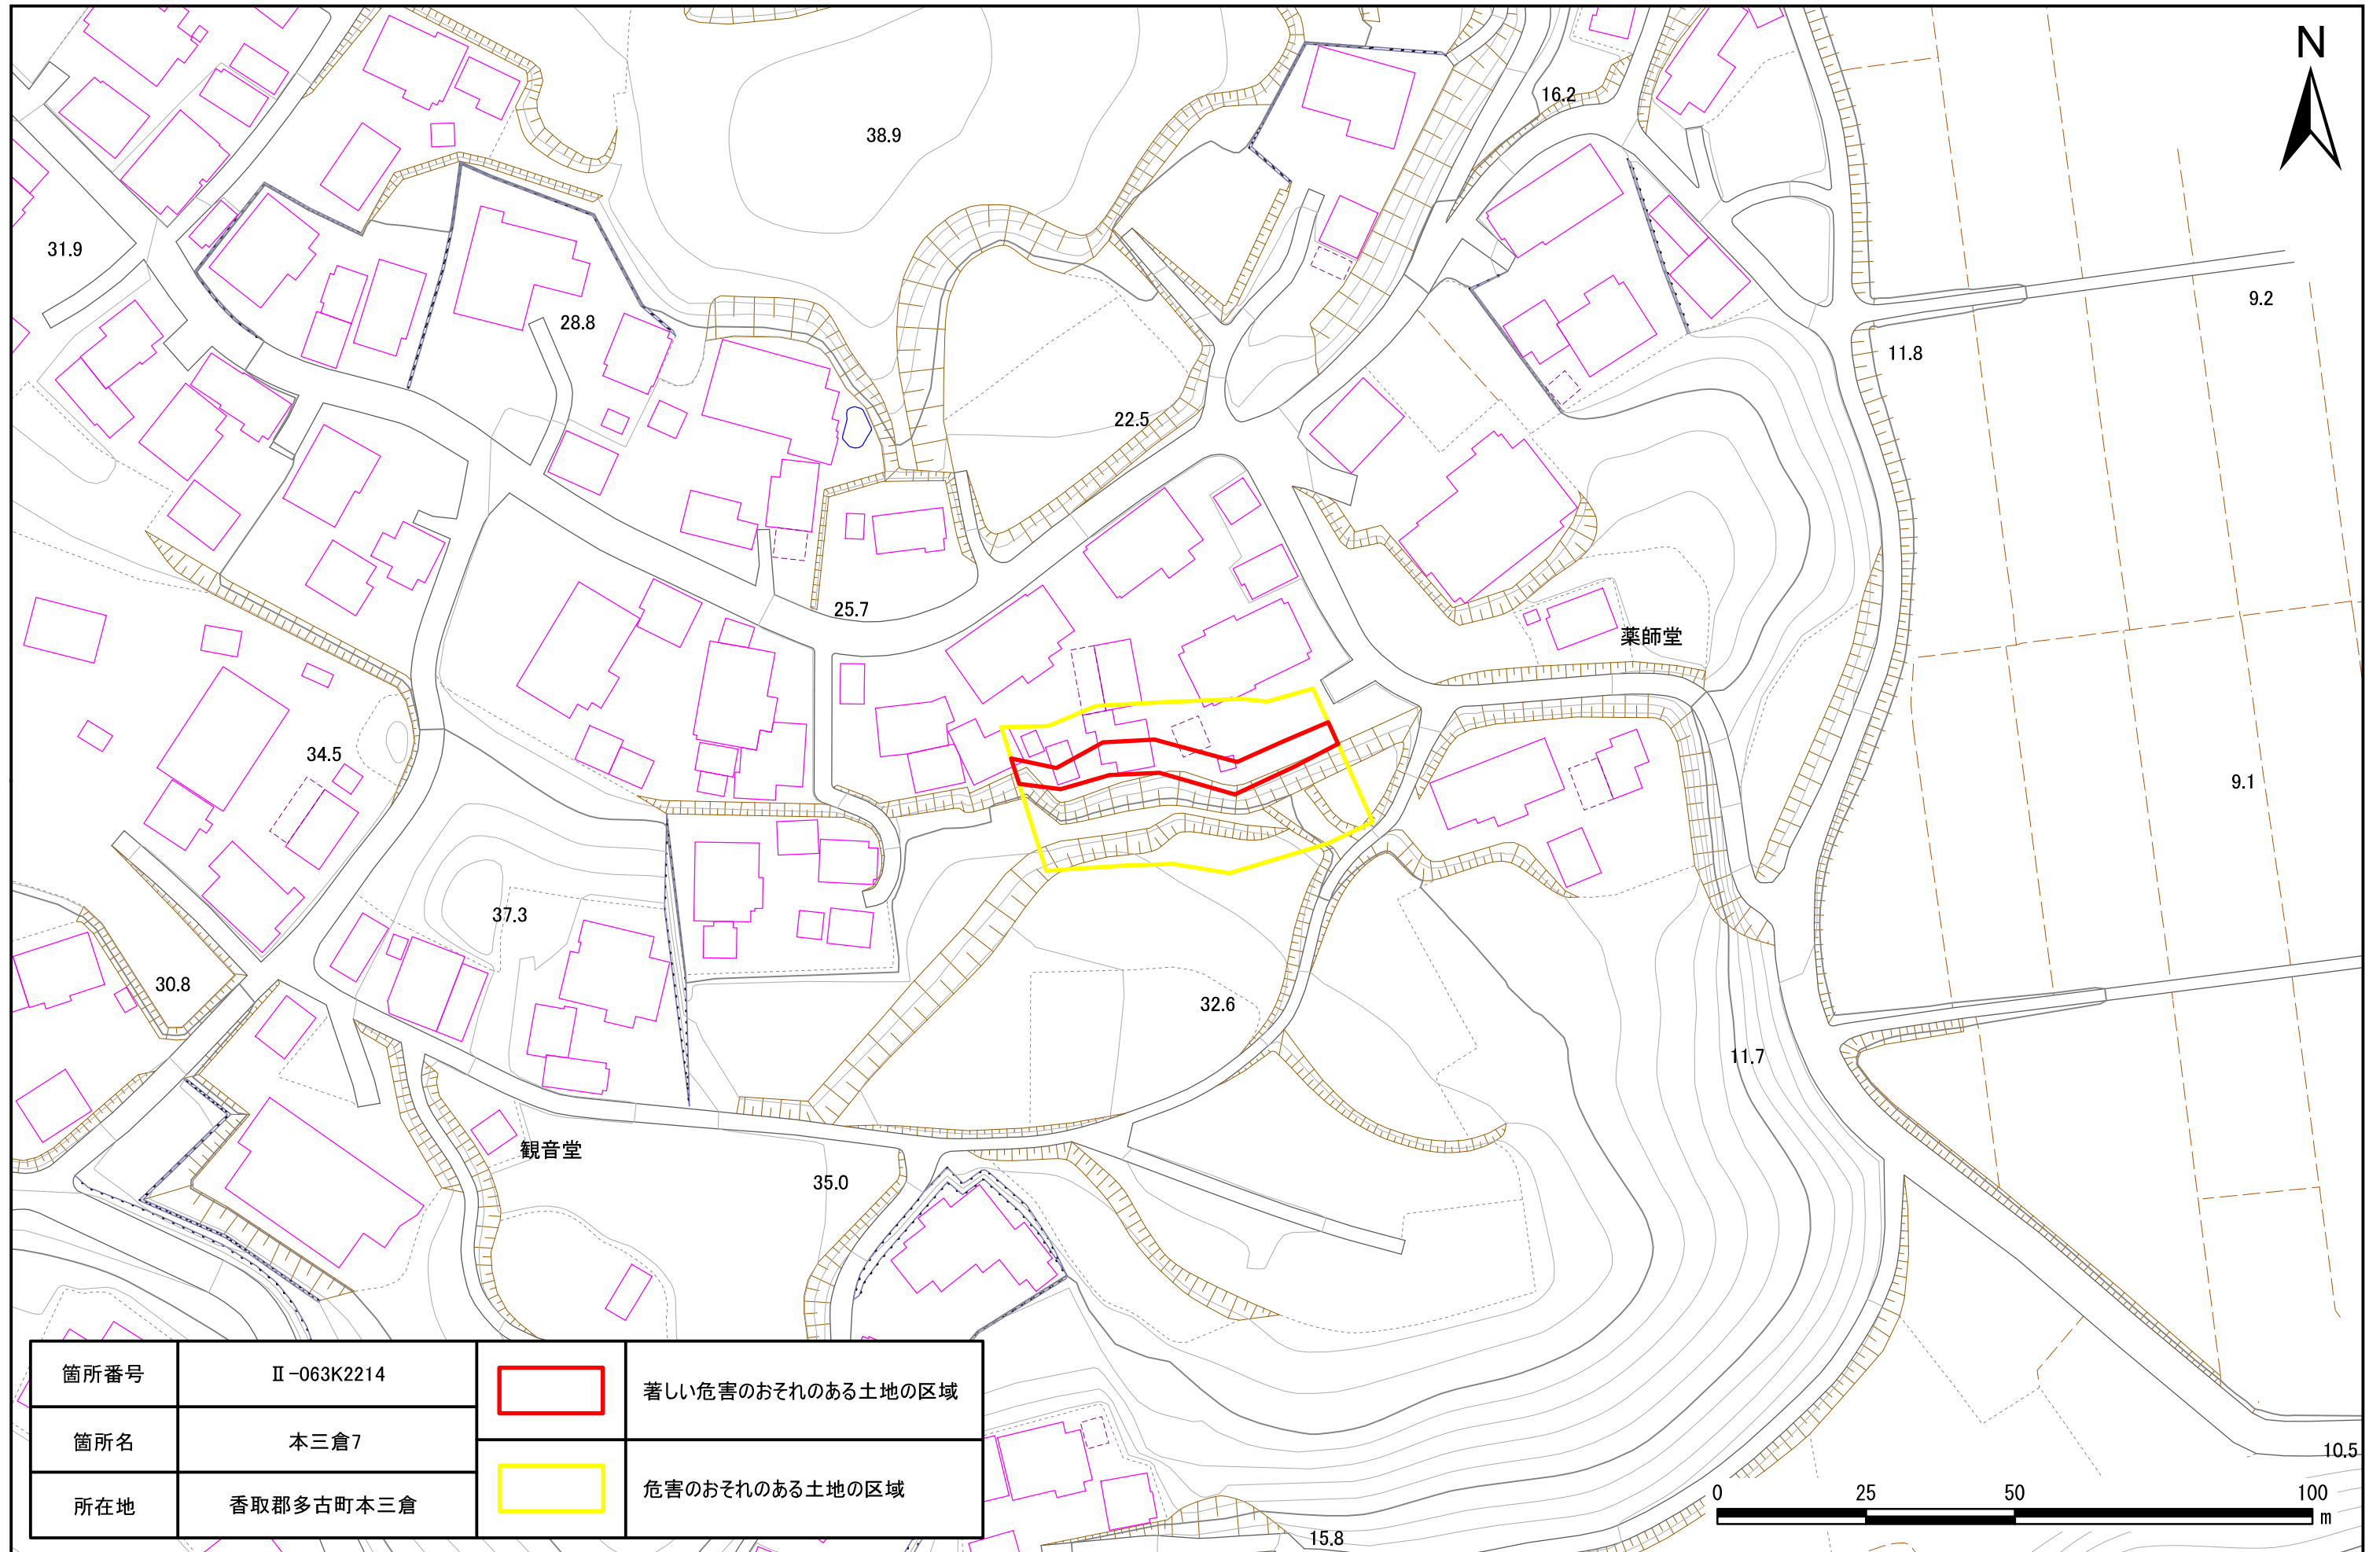 N
16.2
38.9
31.9
9.2
28.8
11.8
22.5
25.7
薬師堂
34.5
9.1
37.3
30.8
32.6
11.7
観音堂
35.0
箇所番号
Ⅱ-063K2214
著しい危害のおそれのある土地の区域
箇所名
本三倉7
危害のおそれのある土地の区域
所在地
香取郡多古町本三倉
10.5
0 25 50 100
m
15.8